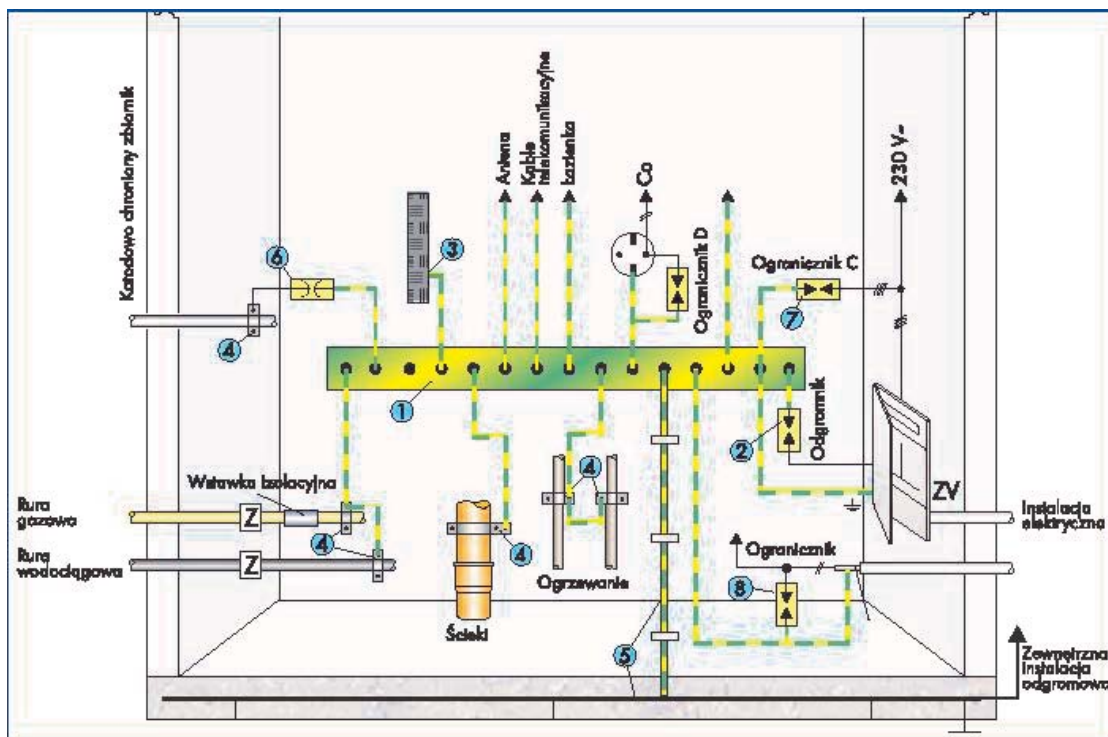 Katodowo chroniony zbiornik
Antena
Kable
telekomunikacyjne
Łazienka
Co
Ogranicznik D
230 V~
Ogranicznik C
6
3
7
4
1
2
Odgromnik
Wstawka Izolacyjna
4
ZV
Rura
gazowa
Z
Instalacja
elektryczna
4
4
Rura
wodociągowa
Z
Ogrzewanie
Ogranicznik
8
Ścieki
5
Zewnętrzna
Instalacja
odgromowa